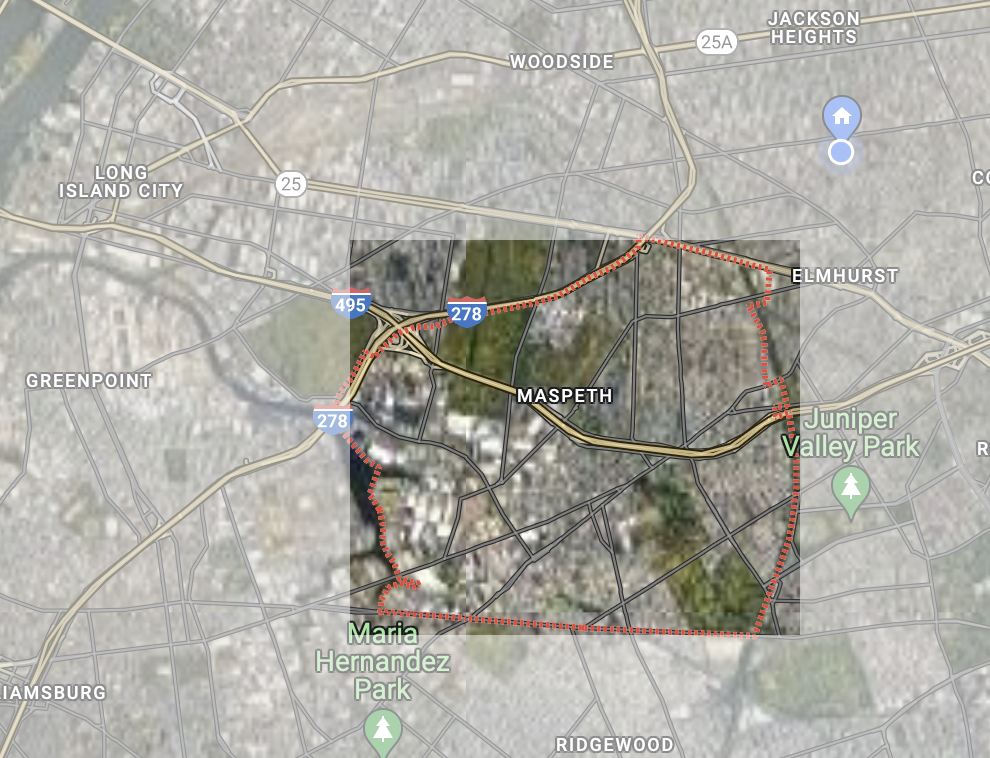 JACKSON
HEIGHTS
25A
WOODSIDE
LONG
ISLAND CITY
25
CO
ELMHURST
495
278
GREENPOINT
MASPETH
278
Juniper
Valley Park
R
Maria
Hernandez
Park
IAMSBURG
RIDGEWOOD